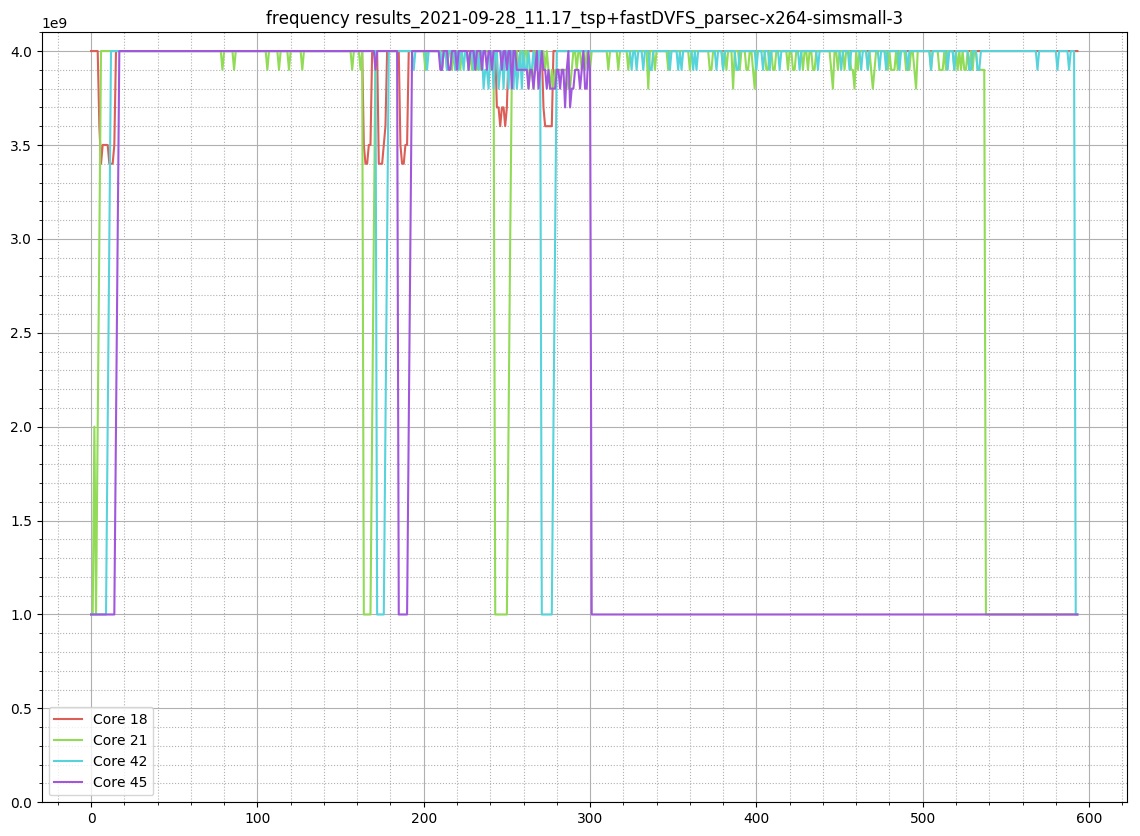 frequency results_2021-09-28_11.17_tsp+fastDVFS_parsec-x264-simsmall-3
1e9
4.0
3.5
3.0
2.5
2.0
1.5
1.0
0.5
0.0
Core 18
Core 21
Core 42
Core 45
0 100 200 300 400 500 600